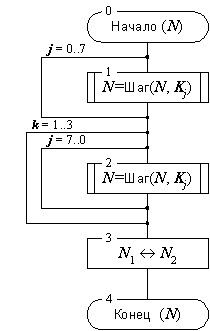 0
Начало (N)
j = 0..7
1
N=Шаг(N, Kj)
k = 1..3
j = 7..0
2
N=Шаг(N, Kj)
3
N₁ ↔ N₂
4
Конец (N)